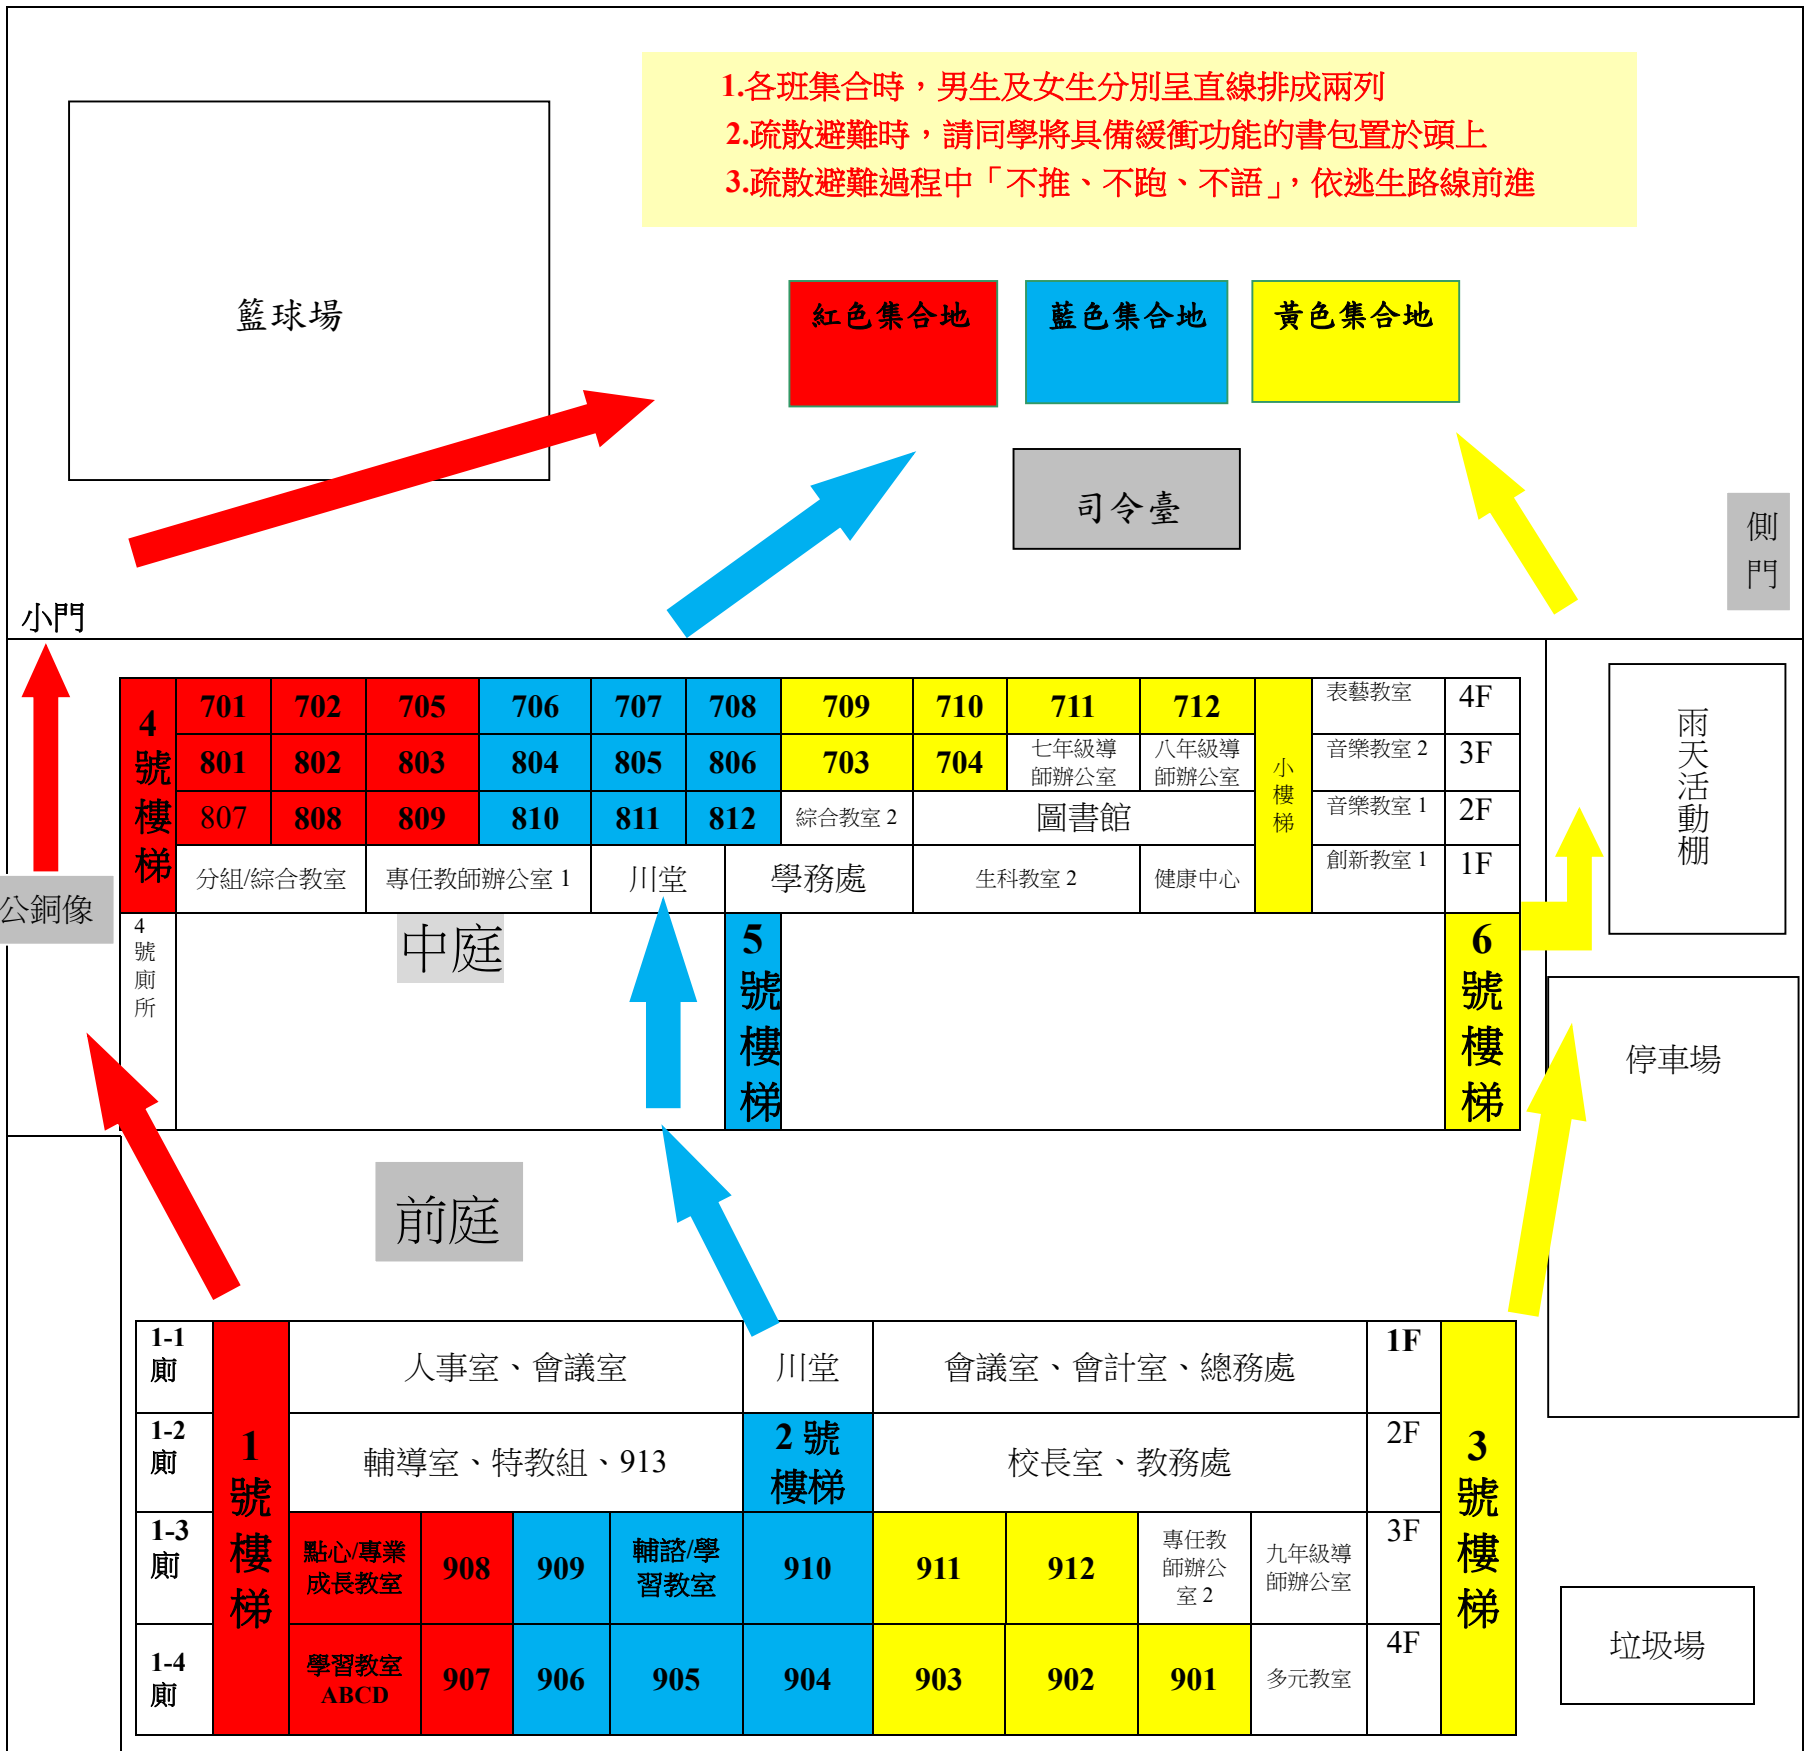 1.各班集合時，男生及女生分別呈直線排成兩列
2.疏散避難時，請同學將具備緩衝功能的書包置於頭上
3.疏散避難過程中「不推、不跑、不語」，依逃生路線前進
籃球場
紅色集合地
藍色集合地
黃色集合地
司令臺
側門
小門
4號樓梯
701 702 705 706 707 708 709 710 711 712
表藝教室 4F
801 802 803 804 805 806 703 704
七年級導
師辦公室
八年級導
師辦公室
小樓梯
音樂教室 2 3F
807 808 809 810 811 812
綜合教室 2
圖書館
音樂教室 1 2F
分組/綜合教室
專任教師辦公室 1
川堂
學務處
生科教室 2
健康中心
創新教室 1 1F
雨天活動棚
公銅像
4號廁所
中庭
5號樓梯
6號樓梯
停車場
前庭
1-1
廁
1號樓梯
人事室、會議室
川堂
會議室、會計室、總務處
1F
3號樓梯
1-2
廁
輔導室、特教組、913
2 號
樓梯
校長室、教務處
2F
1-3
廁
點心/專業
成長教室
908 909
輔諮/學
習教室
910 911 912
專任教
師辦公
室 2
九年級導
師辦公室
3F
1-4
廁
學習教室
ABCD
907 906 905 904 903 902 901
多元教室
4F
垃圾場